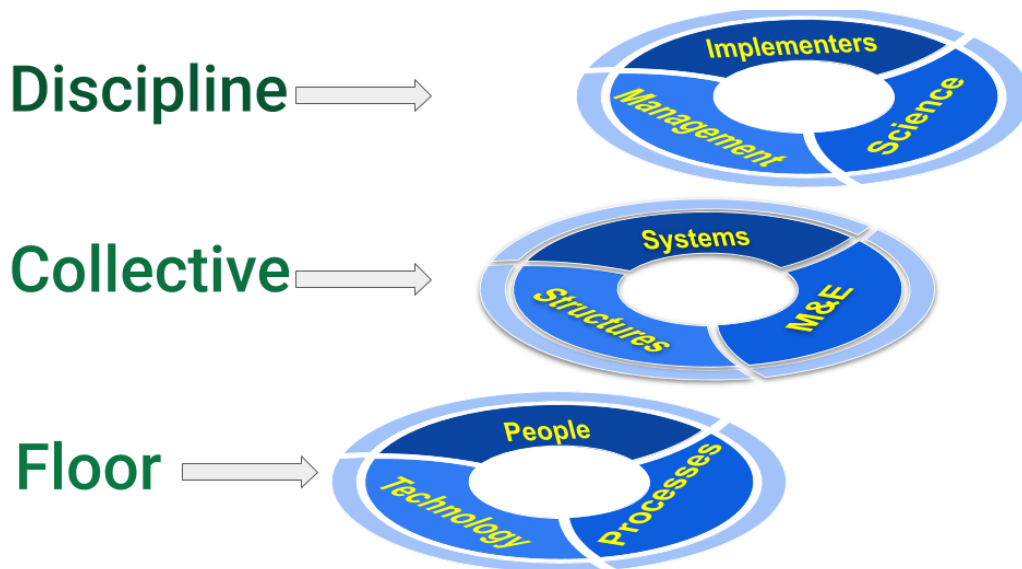 Discipline
Implementers
Management
Science
Collective
Systems
Structures
M&E
Floor
People
Technology
Processes